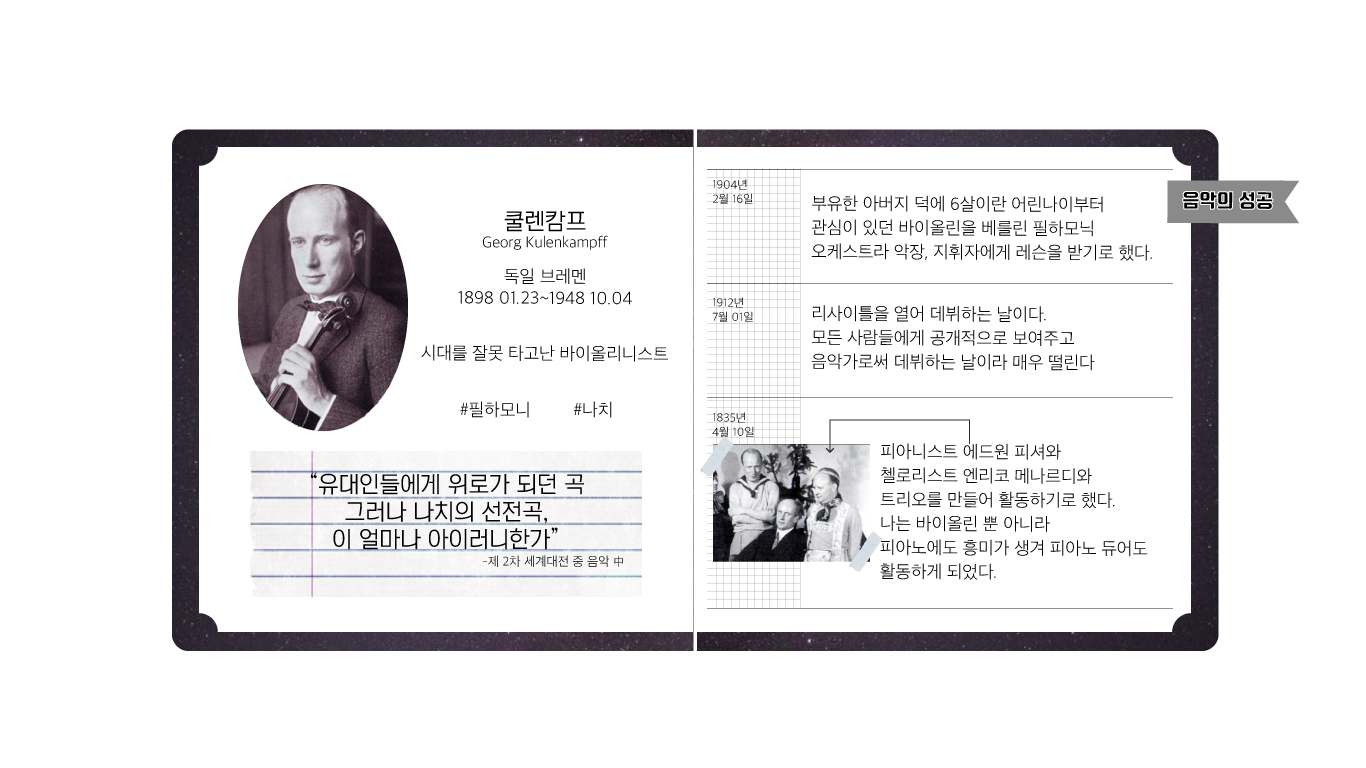 쿨렌캄프
Georg Kulenkampff
독일 브레멘
1898 01.23~1948 10.04
시대를 잘못 타고난 바이올리니스트
#필하모니 #나치
“유대인들에게 위로가 되던 곡
그러나 나치의 선전곡,
이 얼마나 아이러니한가”
-제 2차 세계대전 중 음악 中
음악의 성공
1904년
2월 16일
부유한 아버지 덕에 6살이란 어린나이부터
관심이 있던 바이올린을 베를린 필하모닉
오케스트라 악장, 지휘자에게 레슨을 받기로 했다.
1912년
7월 01일
리사이틀을 열어 데뷔하는 날이다.
모든 사람들에게 공개적으로 보여주고
음악가로써 데뷔하는 날이라 매우 떨린다
1835년
4월 10일
피아니스트 에드원 피셔와
첼로리스트 엔리코 메나르디와
트리오를 만들어 활동하기로 했다.
나는 바이올린 뿐 아니라
피아노에도 흥미가 생겨 피아노 듀어도
활동하게 되었다.